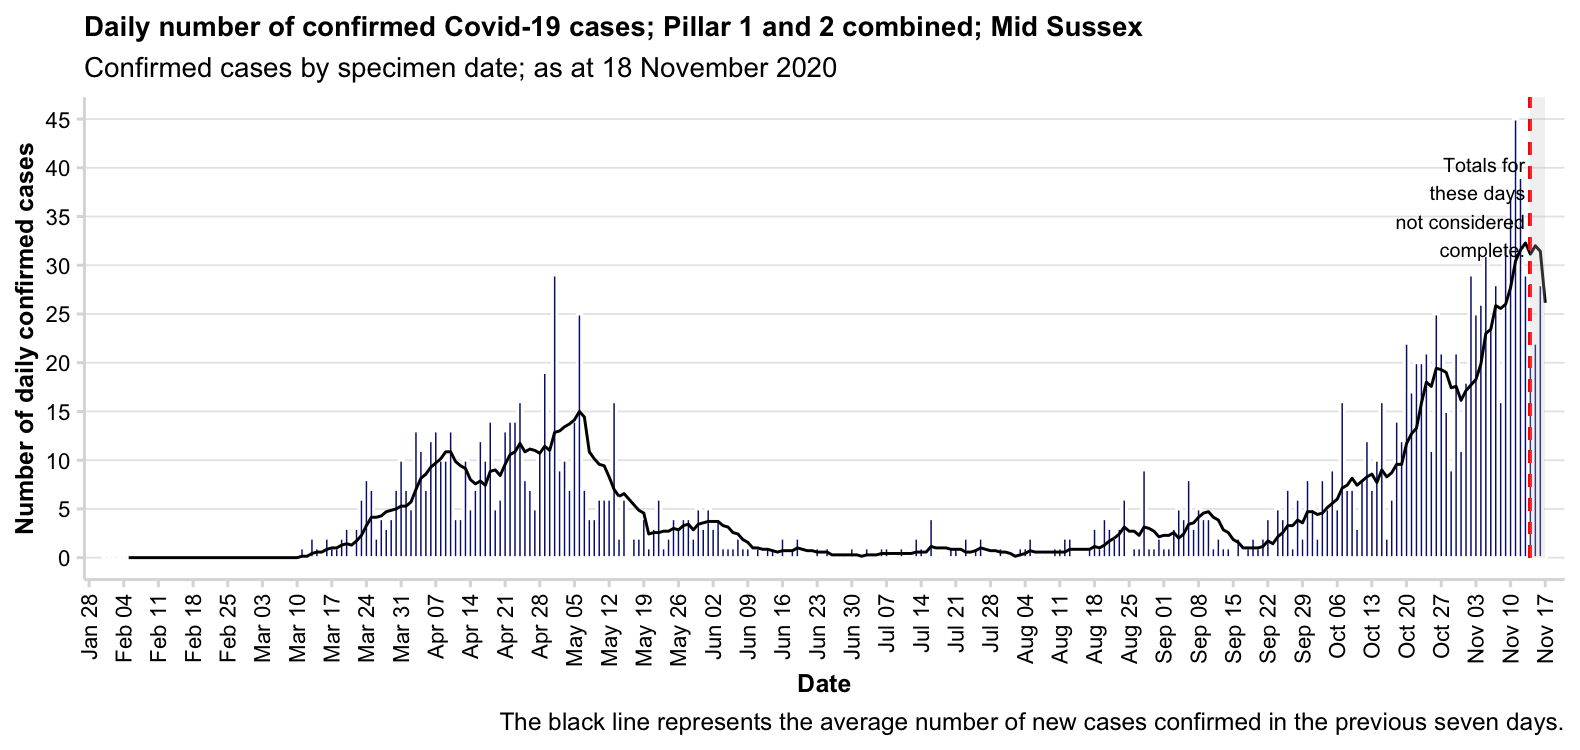 Daily number of confirmed Covid-19 cases; Pillar 1 and 2 combined; Mid Sussex
Confirmed cases by specimen date; as at 18 November 2020
Number of daily confirmed cases
45
40
35
30
25
20
15
10
5
0
Totals for
these days
not considered
complete.
Jan 28
Feb 04
Feb 11
Feb 18
Feb 25
Mar 03
Mar 10
Mar 17
Mar 24
Mar 31
Apr 07
Apr 14
Apr 21
Apr 28
May 05
May 12
May 19
May 26
Jun 02
Jun 09
Jun 16
Jun 23
Jun 30
Jul 07
Jul 14
Jul 21
Jul 28
Aug 04
Aug 11
Aug 18
Aug 25
Sep 01
Sep 08
Sep 15
Sep 22
Sep 29
Oct 06
Oct 13
Oct 20
Oct 27
Nov 03
Nov 10
Nov 17
Date
The black line represents the average number of new cases confirmed in the previous seven days.